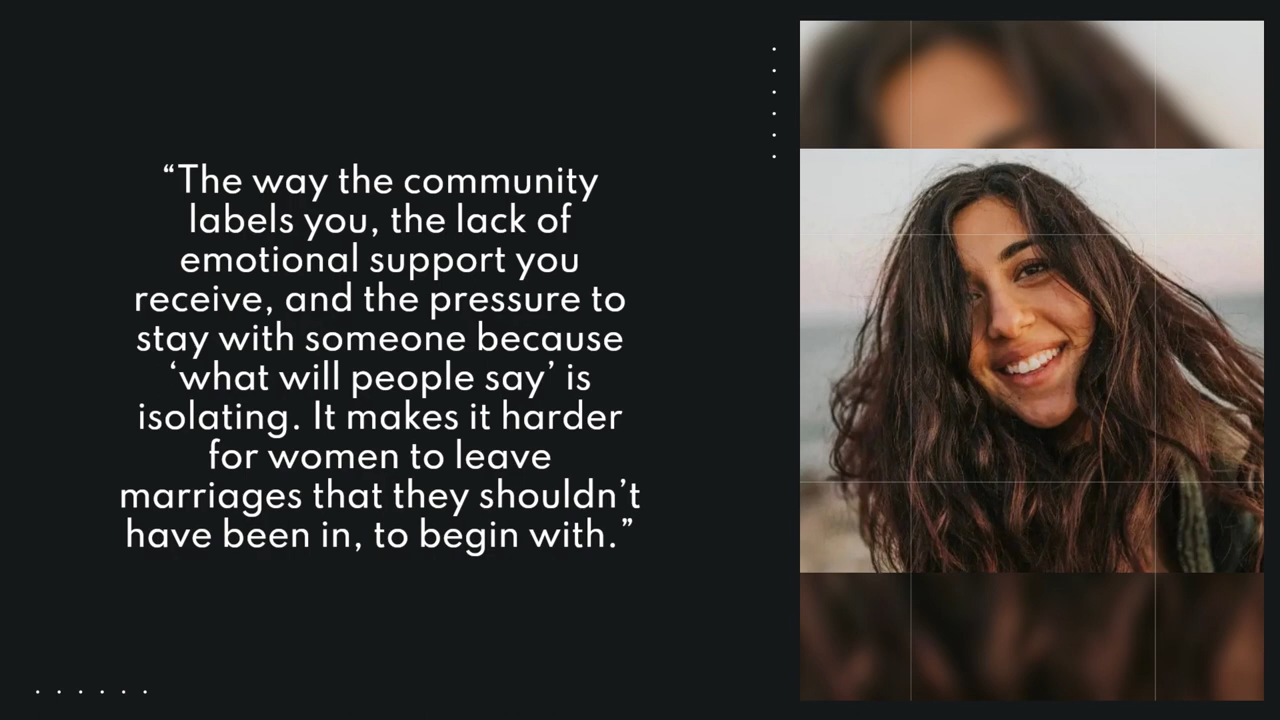 “The way the community
labels you, the lack of
emotional support you
receive, and the pressure to
stay with someone because
‘what will people say’ is
isolating. It makes it harder
for women to leave
marriages that they shouldn’t
have been in, to begin with.”